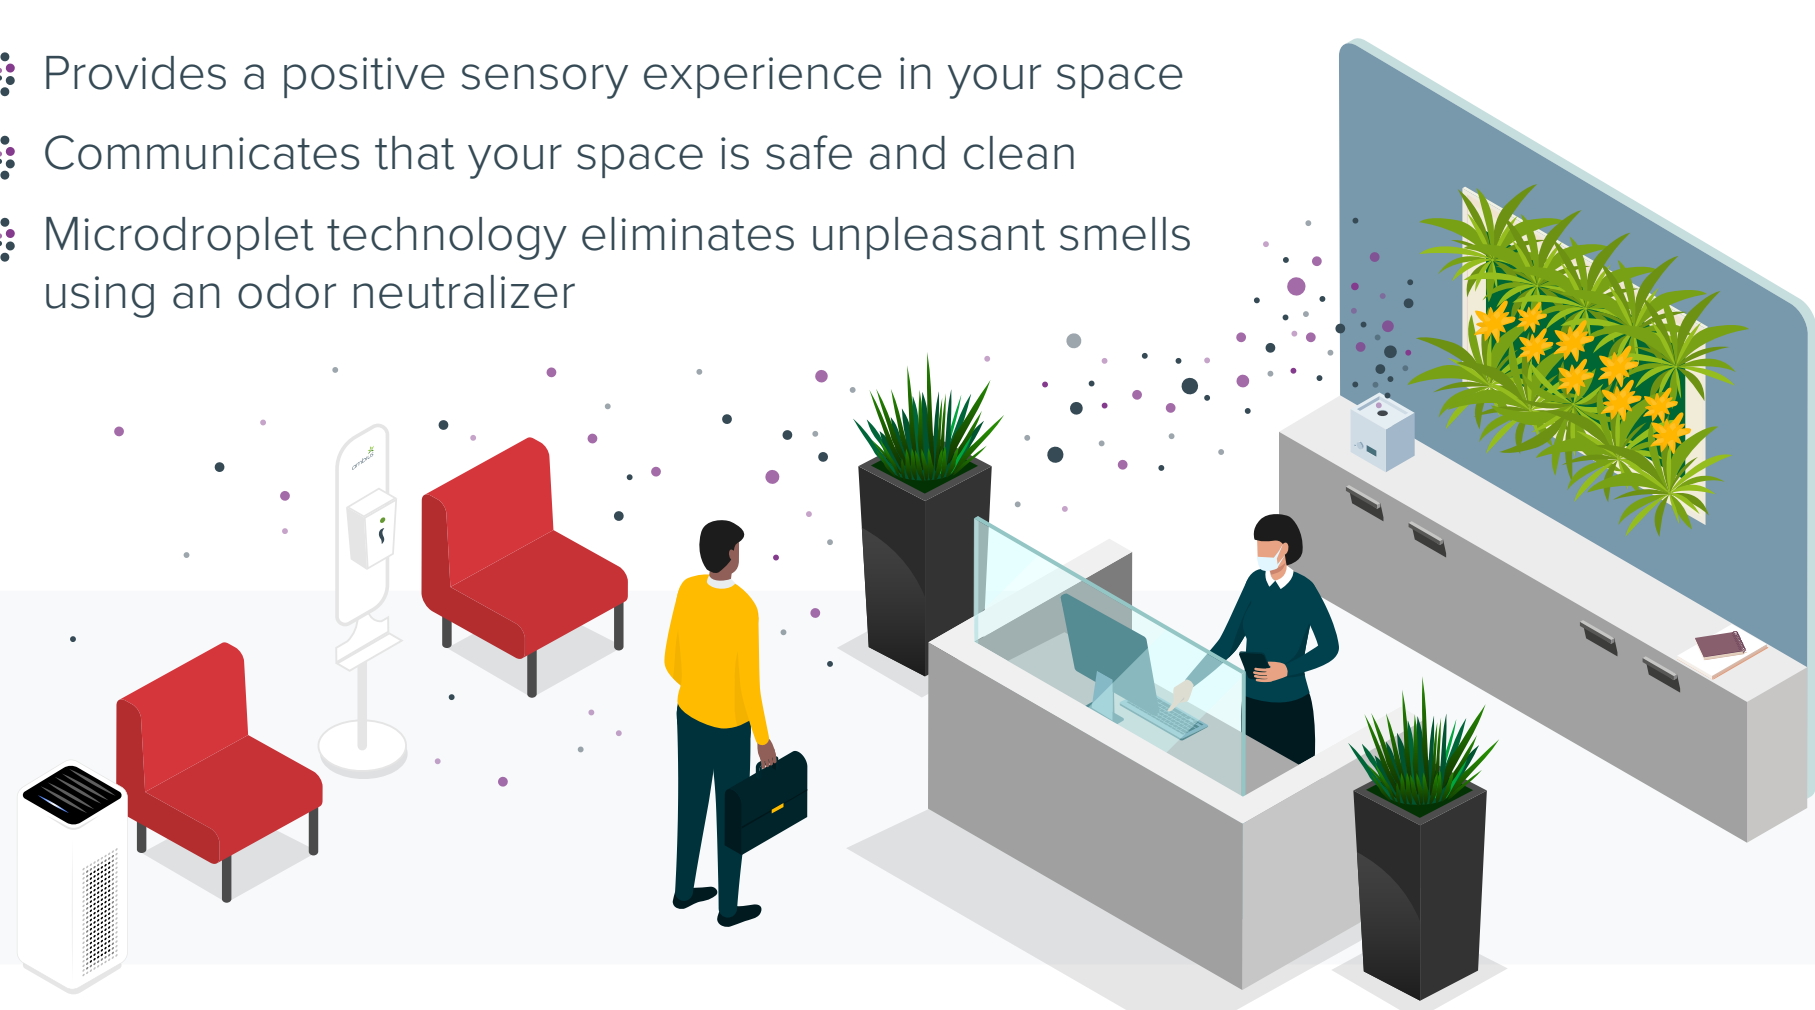 Provides a positive sensory experience in your space
Communicates that your space is safe and clean
Microdroplet technology eliminates unpleasant smells
using an odor neutralizer
ambius